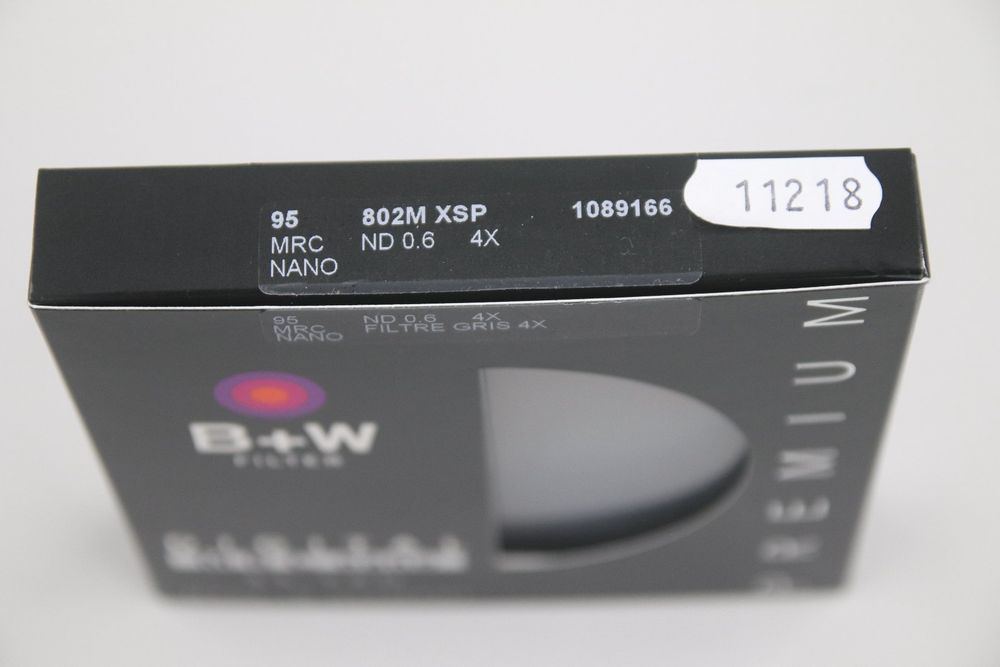 95 802M XSP 1089166
MRC ND 0.6 4X
NANO
11218
95 ND 0.6 4X
MRC FILTRE GRIS 4X
NANO
B+W
FILTER
DIGITAL
PREMIUM